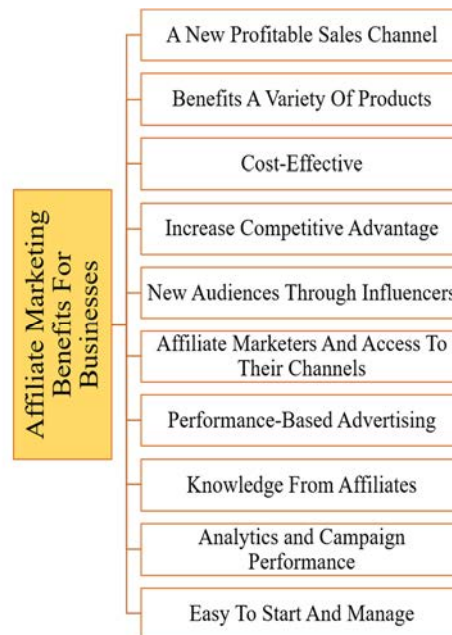 Affiliate Marketing
Benefits For
Businesses
A New Profitable Sales Channel
Benefits A Variety Of Products
Cost-Effective
Increase Competitive Advantage
New Audiences Through Influencers
Affiliate Marketers And Access To
Their Channels
Performance-Based Advertising
Knowledge From Affiliates
Analytics and Campaign
Performance
Easy To Start And Manage